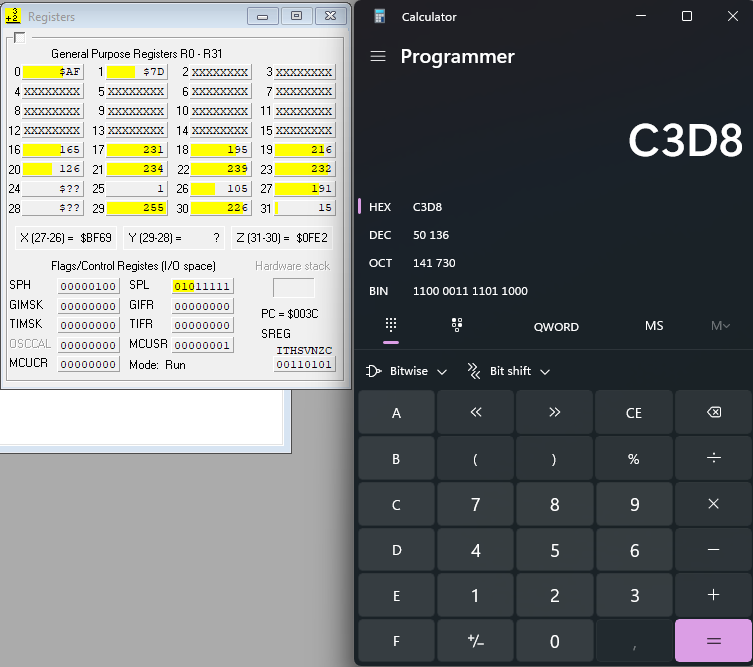 Registers
General Purpose Registers R0 - R31
0 $AF 1 $7D 2 XXXXXXXX 3 XXXXXXXX
4 XXXXXXXX 5 XXXXXXXX 6 XXXXXXXX 7 XXXXXXXX
8 XXXXXXXX 9 XXXXXXXX 10 XXXXXXXX 11 XXXXXXXX
12 XXXXXXXX 13 XXXXXXXX 14 XXXXXXXX 15 XXXXXXXX
16 165 17 231 18 195 19 216
20 126 21 234 22 239 23 232
24 $?? 25 1 26 105 27 191
28 $?? 29 255 30 226 31 15
X (27-26) = $BF69 Y (29-28) = ? Z (31-30) = $0FE2
Flags/Control Registes (I/O space) Hardware stack
SPH 00000100 SPL 01011111
GIMSK 00000000 GIFR 00000000
PC = $003C
TIMSK 00000000 TIFR 00000000
SREG
OSCCAL 00000000 MCUSR 00000001
ITHSVNZC
MCUCR 00000000 Mode: Run 00110101
Calculator
Programmer
C3D8
HEX C3D8
DEC 50 136
OCT 141 730
BIN 1100 0011 1101 1000
QWORD MS M
Bitwise Bit shift
A << >> CE
B ( ) % ÷
C 7 8 9 ×
D 4 5 6 −
E 1 2 3 +
F +/− 0 , =